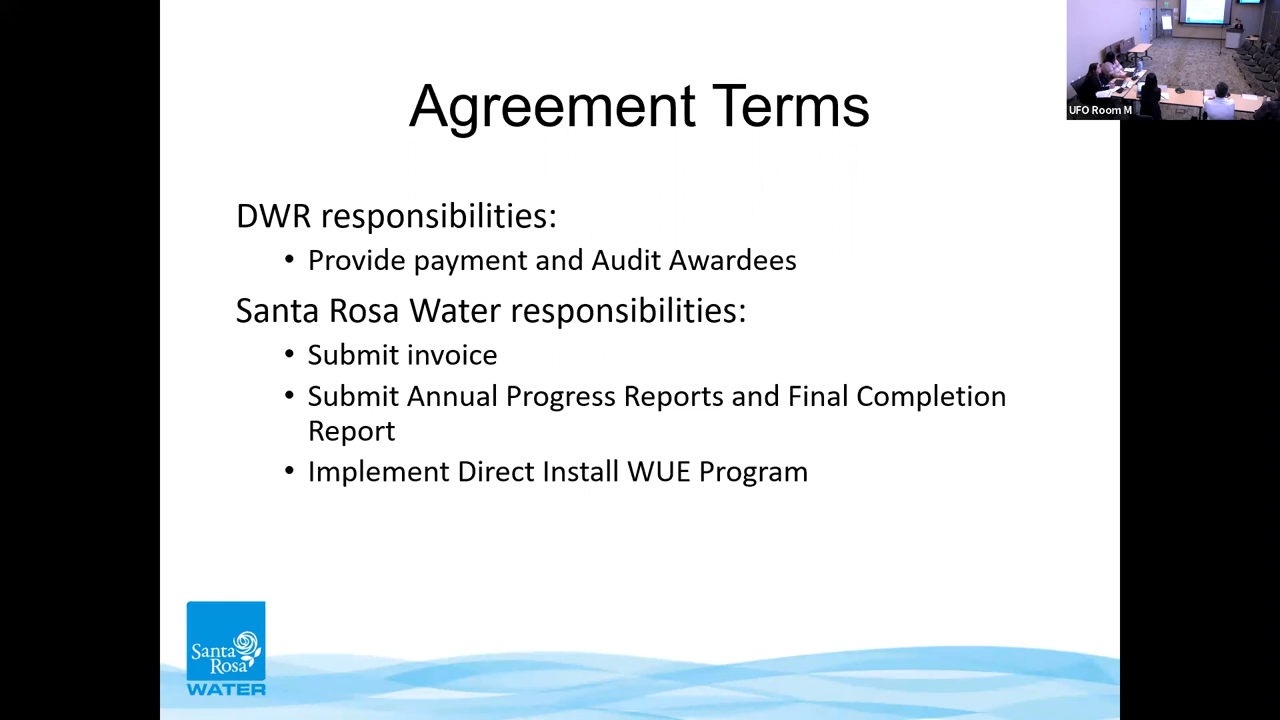 Agreement Terms
UFO Room M
DWR responsibilities:
• Provide payment and Audit Awardees
Santa Rosa Water responsibilities:
• Submit invoice
• Submit Annual Progress Reports and Final Completion
Report
• Implement Direct Install WUE Program
Santa
Rosa
WATER